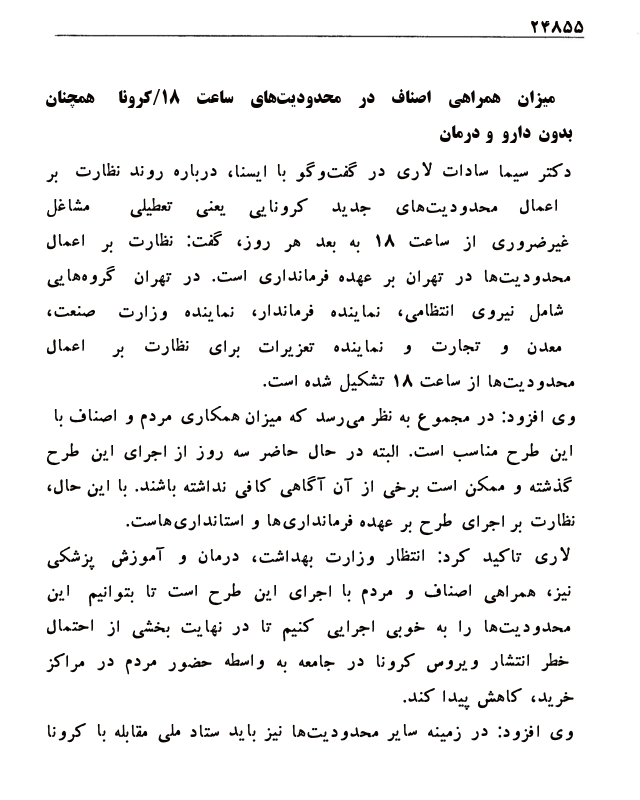 ۲۴۸۵۵
میزان همراهی اصناف در محدودیت‌های ساعت ۱۸/کرونا همچنان
بدون دارو و درمان
دکتر سیما سادات لاری در گفت‌وگو با ایسنا، درباره روند نظارت بر
اعمال محدودیت‌های جدید کرونایی یعنی تعطیلی مشاغل
غیرضروری از ساعت ۱۸ به بعد هر روز، گفت: نظارت بر اعمال
محدودیت‌ها در تهران بر عهده فرمانداری است. در تهران گروه‌هایی
شامل نیروی انتظامی، نماینده فرماندار، نماینده وزارت صنعت،
معدن و تجارت و نماینده تعزیرات برای نظارت بر اعمال
محدودیت‌ها از ساعت ۱۸ تشکیل شده است.
وی افزود: در مجموع به نظر می‌رسد که میزان همکاری مردم و اصناف با
این طرح مناسب است. البته در حال حاضر سه روز از اجرای این طرح
گذشته و ممکن است برخی از آن آگاهی کافی نداشته باشند. با این حال،
نظارت بر اجرای طرح بر عهده فرمانداری‌ها و استانداری‌هاست.
لاری تاکید کرد: انتظار وزارت بهداشت، درمان و آموزش پزشکی
نیز، همراهی اصناف و مردم با اجرای این طرح است تا بتوانیم این
محدودیت‌ها را به خوبی اجرایی کنیم تا در نهایت بخشی از احتمال
خطر انتشار ویروس کرونا در جامعه به واسطه حضور مردم در مراکز
خرید، کاهش پیدا کند.
وی افزود: در زمینه سایر محدودیت‌ها نیز باید ستاد ملی مقابله با کرونا